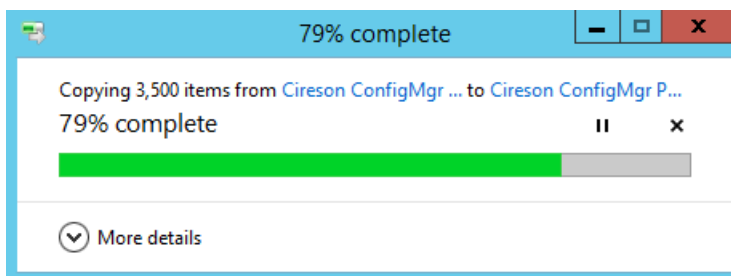 79% complete
Copying 3,500 items from Cireson ConfigMgr ... to Cireson ConfigMgr P...
79% complete
More details